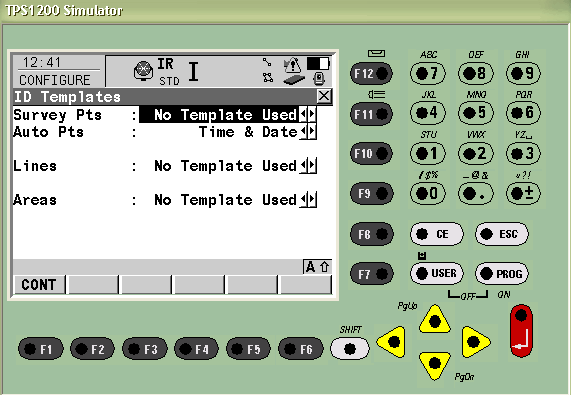 TPS1200 Simulator
12:41
IR
STD
I
CONFIGURE
ID Templates
Survey Pts : No Template Used
Auto Pts : Time & Date
Lines : No Template Used
Areas : No Template Used
A
CONT
F12
ABC
7
DEF
8
GHI
9
F11
JKL
4
MNO
5
PQR
6
F10
STU
1
VWX
2
YZ␣
3
F9
/$%
0
_@&
.
*?!
±
F8
CE
ESC
F7
USER
PROG
OFF
ON
PgUp
PgDn
F1
F2
F3
F4
F5
F6
SHIFT